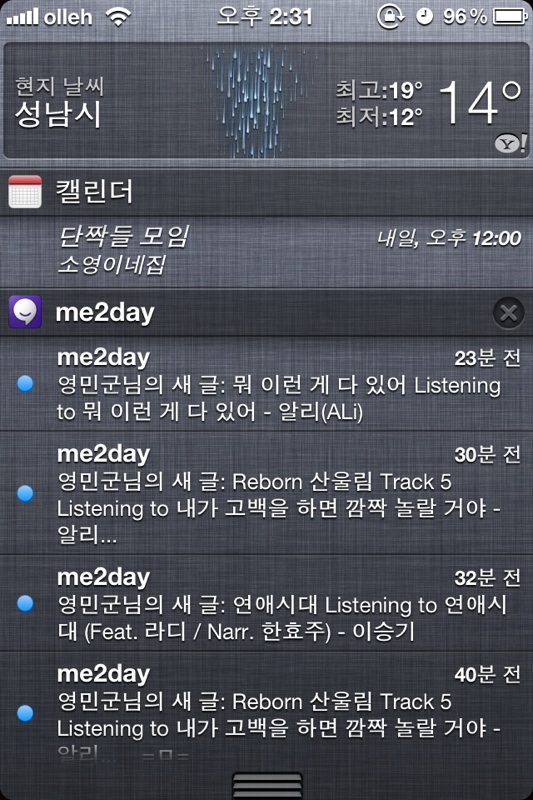 olleh 오후 2:31 96%
현지 날씨
성남시
최고:19°
최저:12°
14°
Y!
캘린더
단짝들 모임 내일, 오후 12:00
소영이네집
me2day
me2day 23분 전
영민군님의 새 글: 뭐 이런 게 다 있어 Listening
to 뭐 이런 게 다 있어 - 알리(ALi)
me2day 30분 전
영민군님의 새 글: Reborn 산울림 Track 5
Listening to 내가 고백을 하면 깜짝 놀랄 거야 -
알리...
me2day 32분 전
영민군님의 새 글: 연애시대 Listening to 연애시
대 (Feat. 라디 / Narr. 한효주) - 이승기
me2day 40분 전
영민군님의 새 글: Reborn 산울림 Track 5
Listening to 내가 고백을 하면 깜짝 놀랄 거야 -
알리...